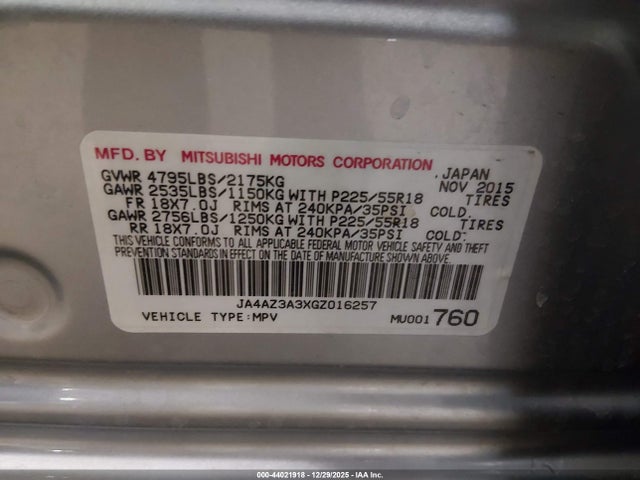 MFD. BY MITSUBISHI MOTORS CORPORATION, JAPAN
GVWR 4795LBS/2175KG NOV 2015
GAWR 2535LBS/1150KG WITH P225/55R18 TIRES
FR 18X7.0J RIMS AT 240KPA/35PSI COLD.
GAWR 2756LBS/1250KG WITH P225/55R18 TIRES
RR 18X7.0J RIMS AT 240KPA/35PSI COLD.
THIS VEHICLE CONFORMS TO ALL APPLICABLE FEDERAL MOTOR VEHICLE SAFETY AND THEFT
PREVENTION STANDARDS IN EFFECT ON THE DATE OF MANUFACTURE SHOWN ABOVE.
JA4AZ3A3XGZ016257
VEHICLE TYPE:MPV MU001760
000-44021918 - 12/29/2025 - IAA Inc.